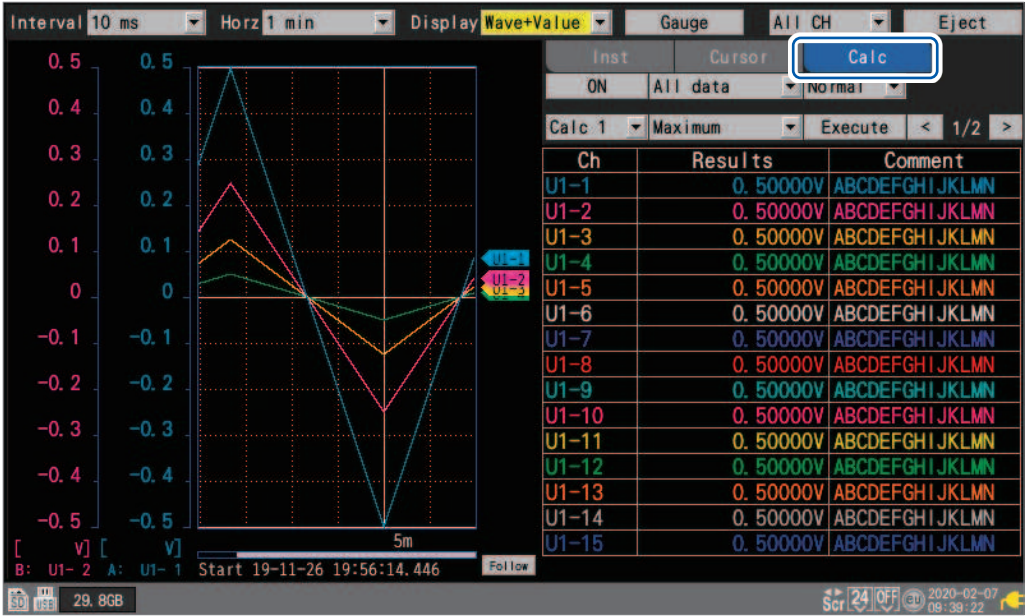 Interval 10 ms Horz 1 min Display Wave+Value Gauge All CH Eject
Inst Cursor Calc
ON All data Normal
Calc 1 Maximum Execute < 1/2 >
Ch Results Comment
U1-1 0.50000V ABCDEFGHIJKLMN
U1-2 0.50000V ABCDEFGHIJKLMN
U1-3 0.50000V ABCDEFGHIJKLMN
U1-4 0.50000V ABCDEFGHIJKLMN
U1-5 0.50000V ABCDEFGHIJKLMN
U1-6 0.50000V ABCDEFGHIJKLMN
U1-7 0.50000V ABCDEFGHIJKLMN
U1-8 0.50000V ABCDEFGHIJKLMN
U1-9 0.50000V ABCDEFGHIJKLMN
U1-10 0.50000V ABCDEFGHIJKLMN
U1-11 0.50000V ABCDEFGHIJKLMN
U1-12 0.50000V ABCDEFGHIJKLMN
U1-13 0.50000V ABCDEFGHIJKLMN
U1-14 0.50000V ABCDEFGHIJKLMN
U1-15 0.50000V ABCDEFGHIJKLMN
0.5 0.5
0.4 0.4
0.3 0.3
0.2 0.2
0.1 0.1
0 0
-0.1 -0.1
-0.2 -0.2
-0.3 -0.3
-0.4 -0.4
-0.5 -0.5
U1-1
U1-2
U1-3
5m
[ V] [ V]
B: U1- 2 A: U1- 1 Start 19-11-26 19:56:14.446 Follow
SD USB 29.8GB Scr 24 OFF eu 2020-02-07
09:39:22